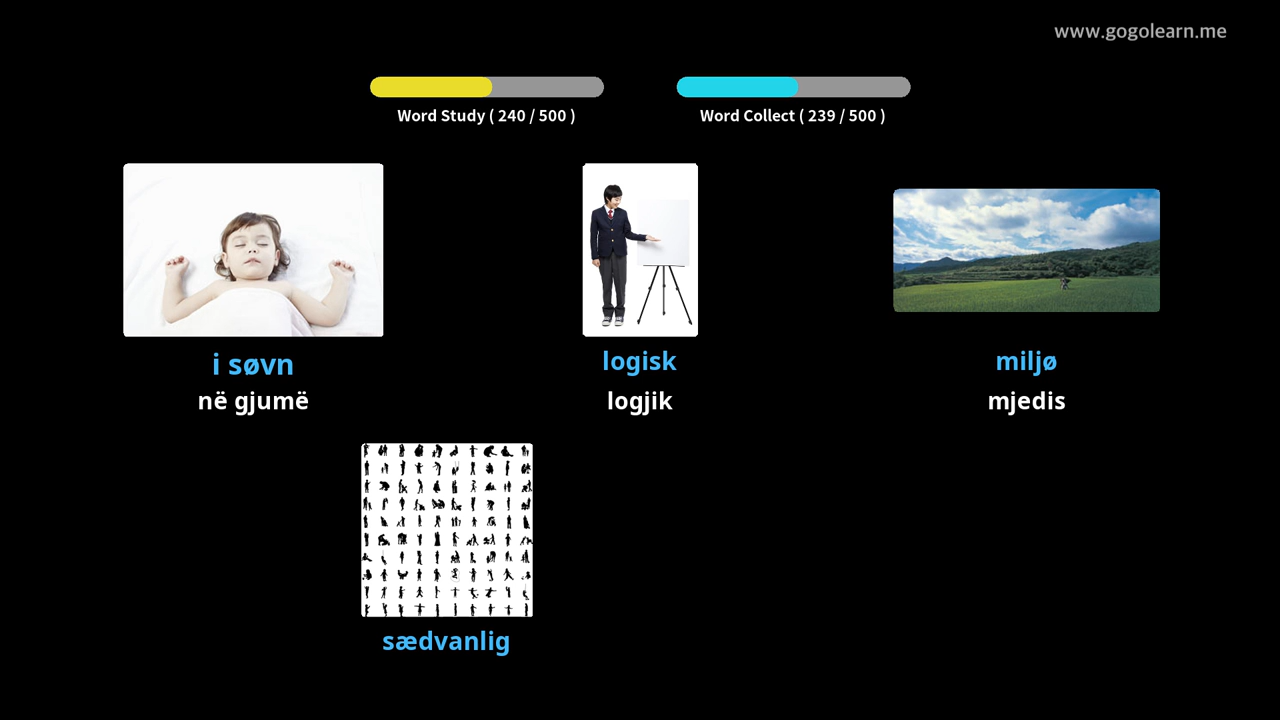 www.gogolearn.me
Word Study ( 240 / 500 )
Word Collect ( 239 / 500 )
i søvn
në gjumë
logisk
logjik
miljø
mjedis
sædvanlig